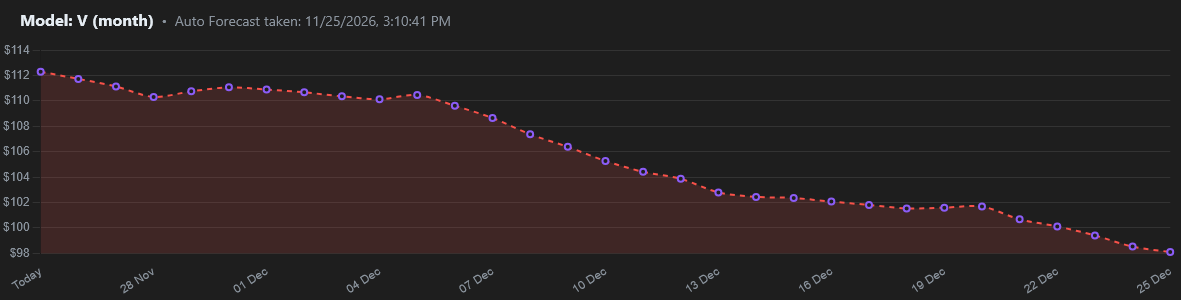 Model: V (month) • Auto Forecast taken: 11/25/2026, 3:10:41 PM
$114
$112
$110
$108
$106
$104
$102
$100
$98
Today
28 Nov
01 Dec
04 Dec
07 Dec
10 Dec
13 Dec
16 Dec
19 Dec
22 Dec
25 Dec